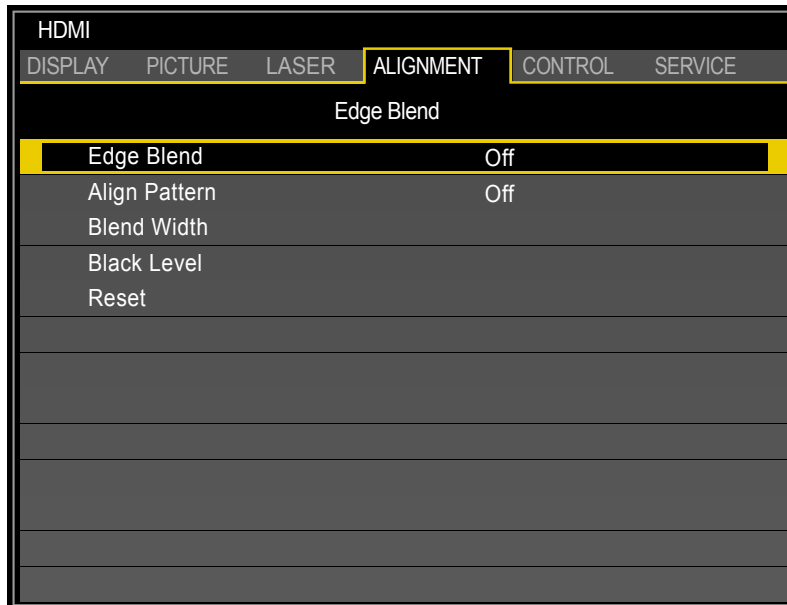 HDMI
DISPLAY PICTURE LASER ALIGNMENT CONTROL SERVICE
Edge Blend
Edge Blend Off
Align Pattern Off
Blend Width
Black Level
Reset